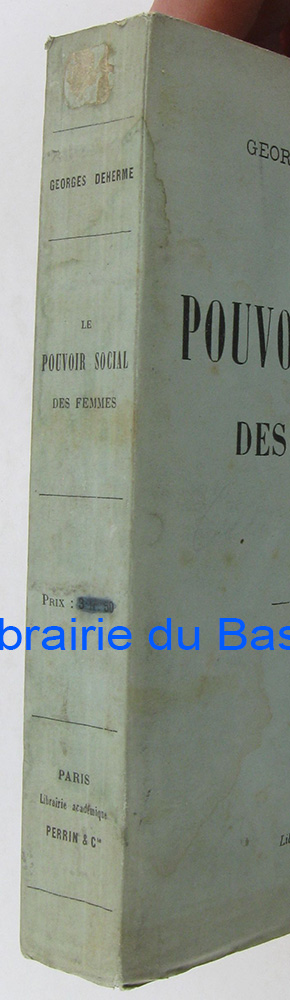 GEORGES DEHERME
LE
POUVOIR SOCIAL
DES FEMMES
PRIX :
PARIS
Librairie académique
PERRIN & Cie
GEOR
POUVO
DES
Lib
brairie du Bas